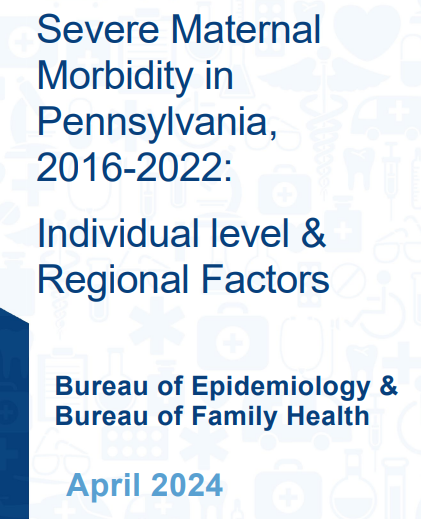 Severe Maternal
Morbidity in
Pennsylvania,
2016-2022:
Individual level &
Regional Factors
Bureau of Epidemiology &
Bureau of Family Health
April 2024